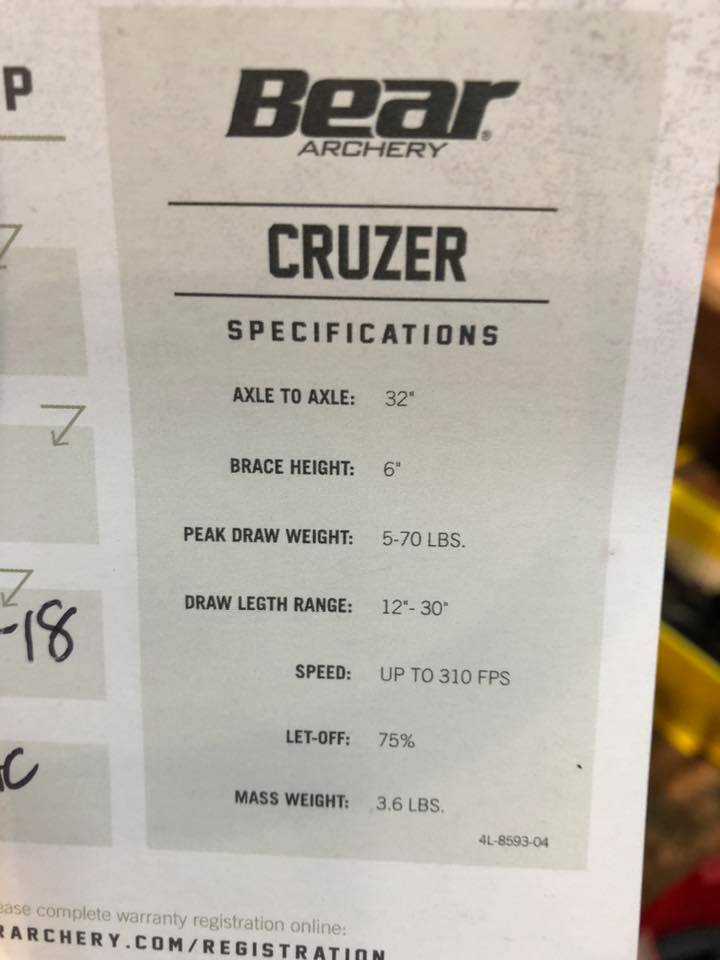 P
Bear®
ARCHERY
CRUZER
SPECIFICATIONS
AXLE TO AXLE: 32"
BRACE HEIGHT: 6"
PEAK DRAW WEIGHT: 5-70 LBS.
DRAW LEGTH RANGE: 12"- 30"
-18
SPEED: UP TO 310 FPS
LET-OFF: 75%
C
MASS WEIGHT: 3.6 LBS.
4L-8593-04
ease complete warranty registration online:
RARCHERY.COM/REGISTRATION